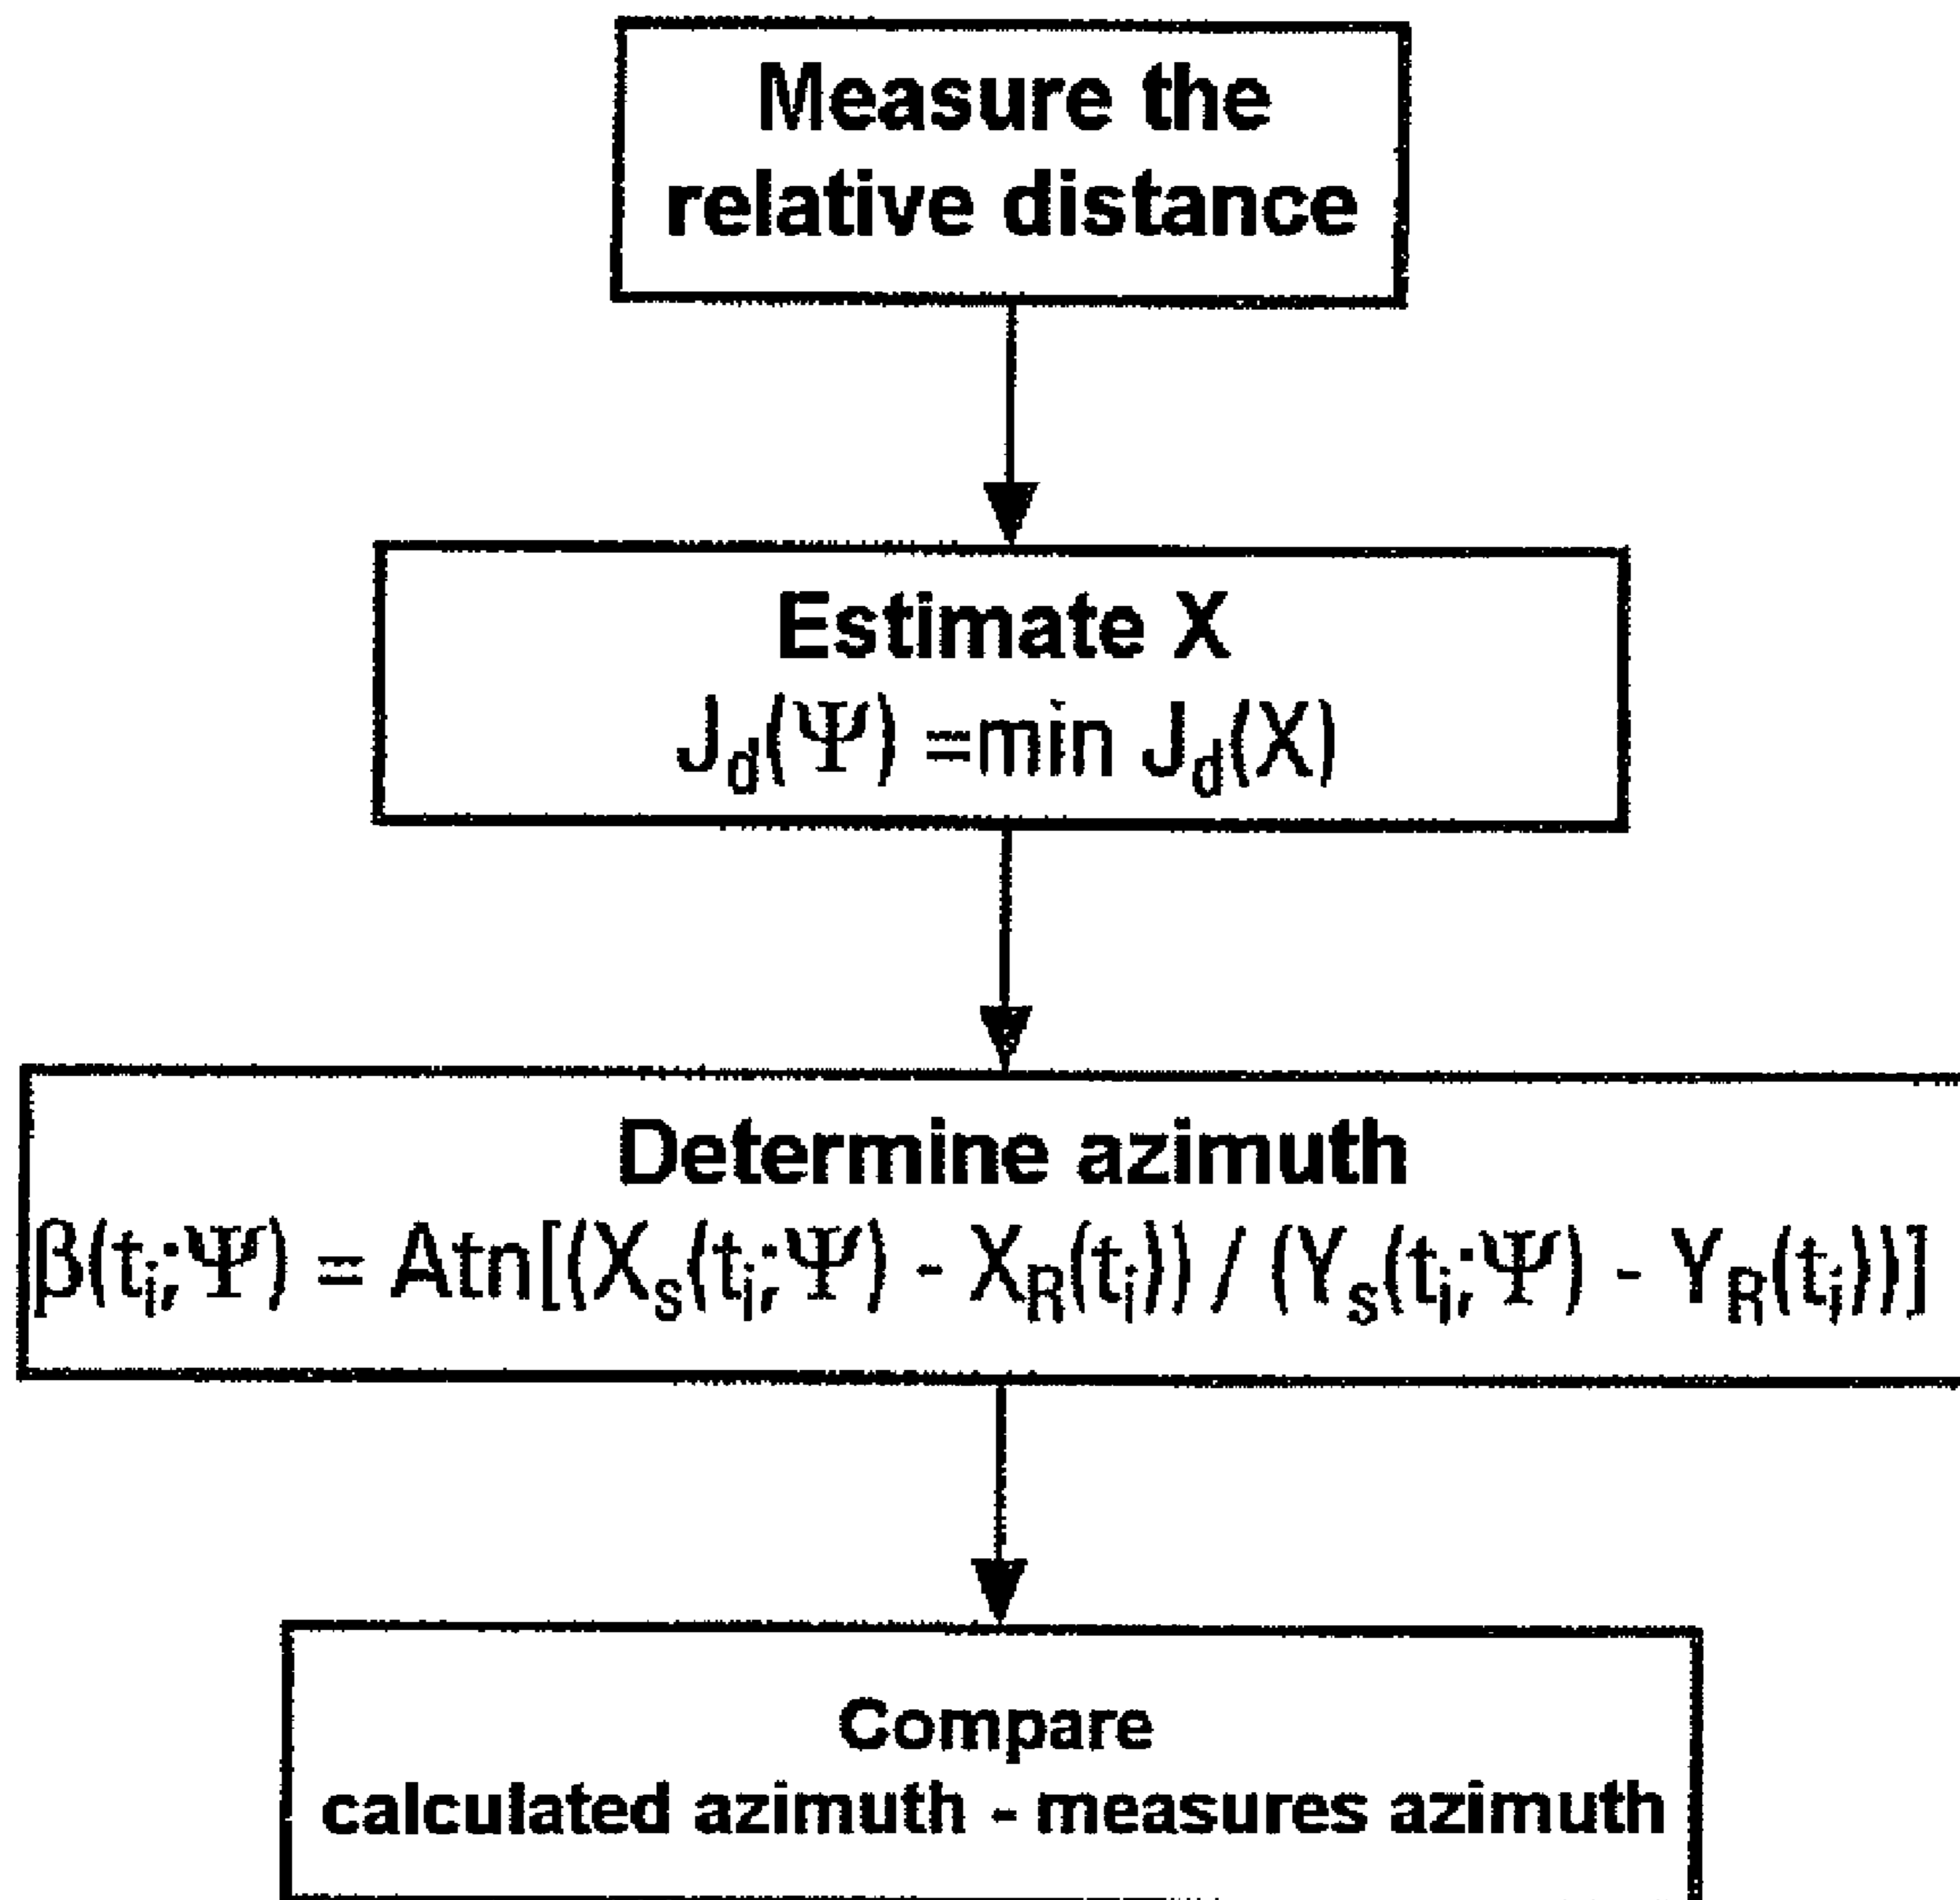 Measure the
relative distance
Estimate X
J_d(Ψ) =min J_d(X)
Determine azimuth
β(t_i;Ψ) = Atn[(X_s(t_i;Ψ) - X_R(t_i)) / (Y_s(t_i;Ψ) - Y_R(t_i))]
Compare
calculated azimuth - measures azimuth